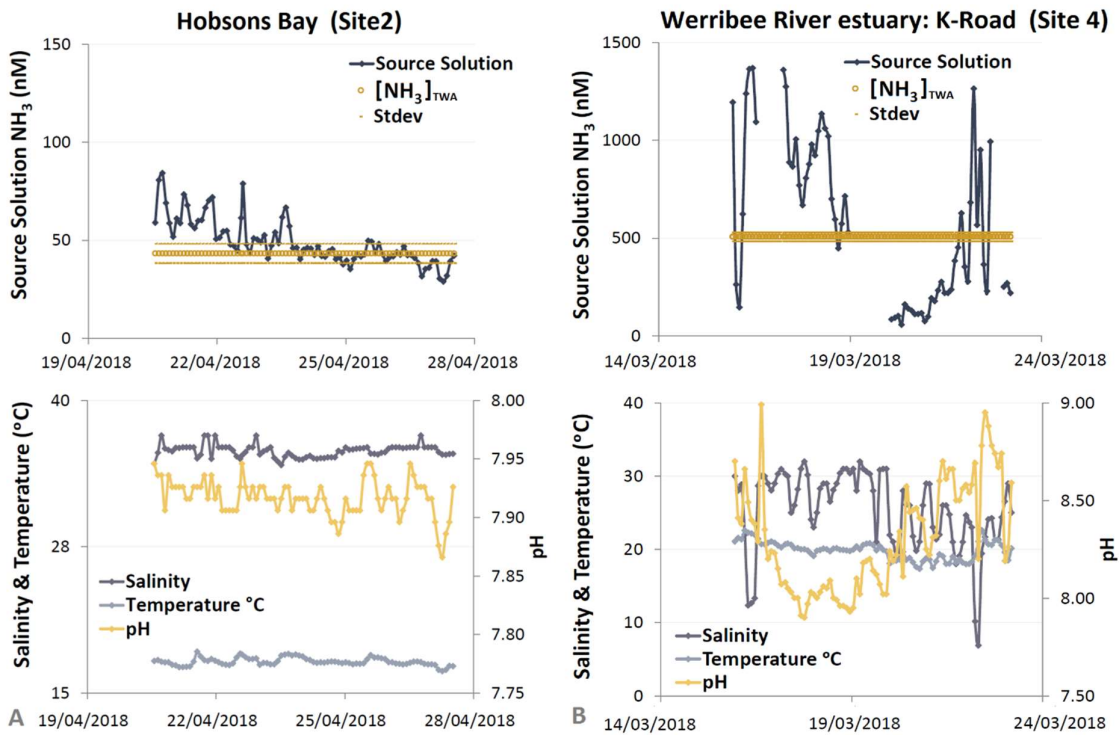 Hobsons Bay (Site2)
Source Solution NH3 (nM)
150
100
50
0
Source Solution
[NH3]TWA
Stdev
19/04/2018 22/04/2018 25/04/2018 28/04/2018
Werribee River estuary: K-Road (Site 4)
Source Solution NH3 (nM)
1500
1000
500
0
Source Solution
[NH3]TWA
Stdev
14/03/2018 19/03/2018 24/03/2018
Salinity & Temperature (°C)
40
28
15
Salinity
Temperature °C
pH
8.00
7.95
7.90
7.85
7.80
7.75
pH
19/04/2018 22/04/2018 25/04/2018 28/04/2018
A
Salinity & Temperature (°C)
40
30
20
10
0
Salinity
Temperature °C
pH
9.00
8.50
8.00
7.50
pH
14/03/2018 19/03/2018 24/03/2018
B